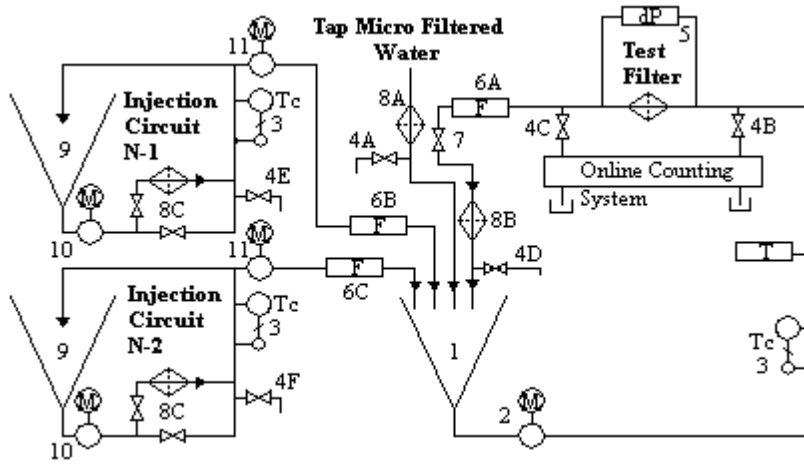 M
11
Tap Micro Filtered
Water
dP
5
Test
Filter
6A
F
8A
7
4C
4B
Injection
Circuit
N-1
Tc
3
9
4A
Online Counting
System
4E
6B
F
8B
8C
M
10
M
11
4D
F
6C
T
Injection
Circuit
N-2
Tc
3
9
1
Tc
3
4F
8C
M
10
2
M